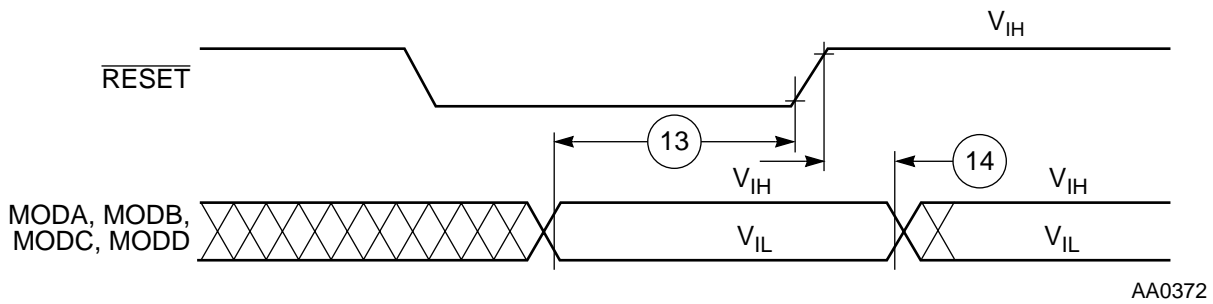 V_IH
RESET
13
14
V_IH
V_IH
MODA, MODB,
MODC, MODD
V_IL
V_IL
AA0372